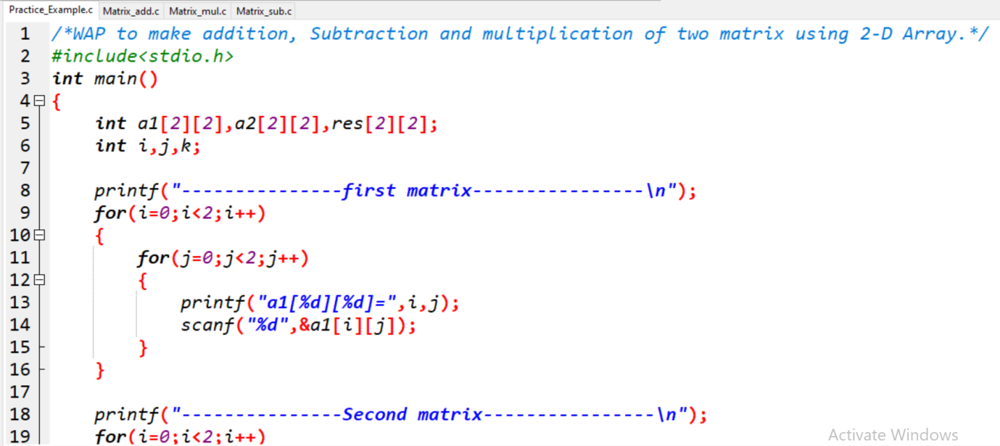 Practice_Example.c Matrix_add.c Matrix_mul.c Matrix_sub.c
1 /*WAP to make addition, Subtraction and multiplication of two matrix using 2-D Array.*/
2 #include<stdio.h>
3 int main()
4 {
5 int a1[2][2],a2[2][2],res[2][2];
6 int i,j,k;
7
8 printf("---------------first matrix----------------\n");
9 for(i=0;i<2;i++)
10 {
11 for(j=0;j<2;j++)
12 {
13 printf("a1[%d][%d]=",i,j);
14 scanf("%d",&a1[i][j]);
15 }
16 }
17
18 printf("---------------Second matrix----------------\n");
19 for(i=0;i<2;i++)
Activate Windows